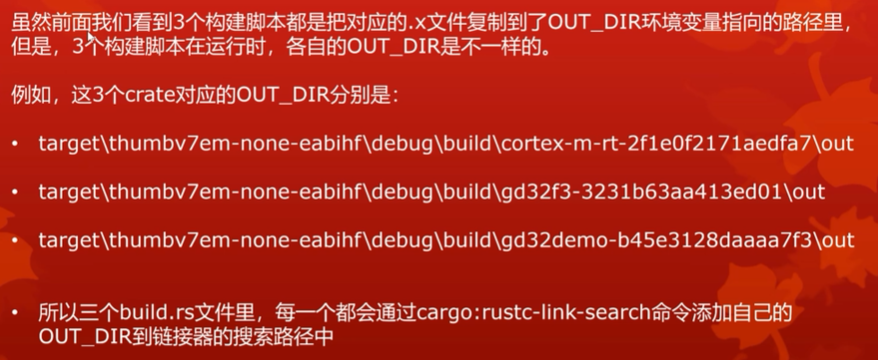 虽然前面我们看到3个构建脚本都是把对应的.x文件复制到了OUT_DIR环境变量指向的路径里，
但是，3个构建脚本在运行时，各自的OUT_DIR是不一样的。
例如，这3个crate对应的OUT_DIR分别是：
• target\thumbv7em-none-eabihf\debug\build\cortex-m-rt-2f1e0f2171aedfa7\out
• target\thumbv7em-none-eabihf\debug\build\gd32f3-3231b63aa413ed01\out
• target\thumbv7em-none-eabihf\debug\build\gd32demo-b45e3128daaaa7f3\out
• 所以三个build.rs文件里，每一个都会通过cargo:rustc-link-search命令添加自己的
OUT_DIR到链接器的搜索路径中